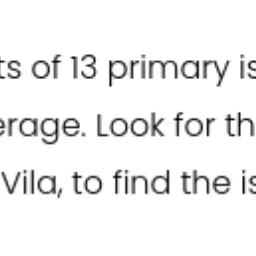 ts of 13 primary is
erage. Look for th
Vila, to find the is